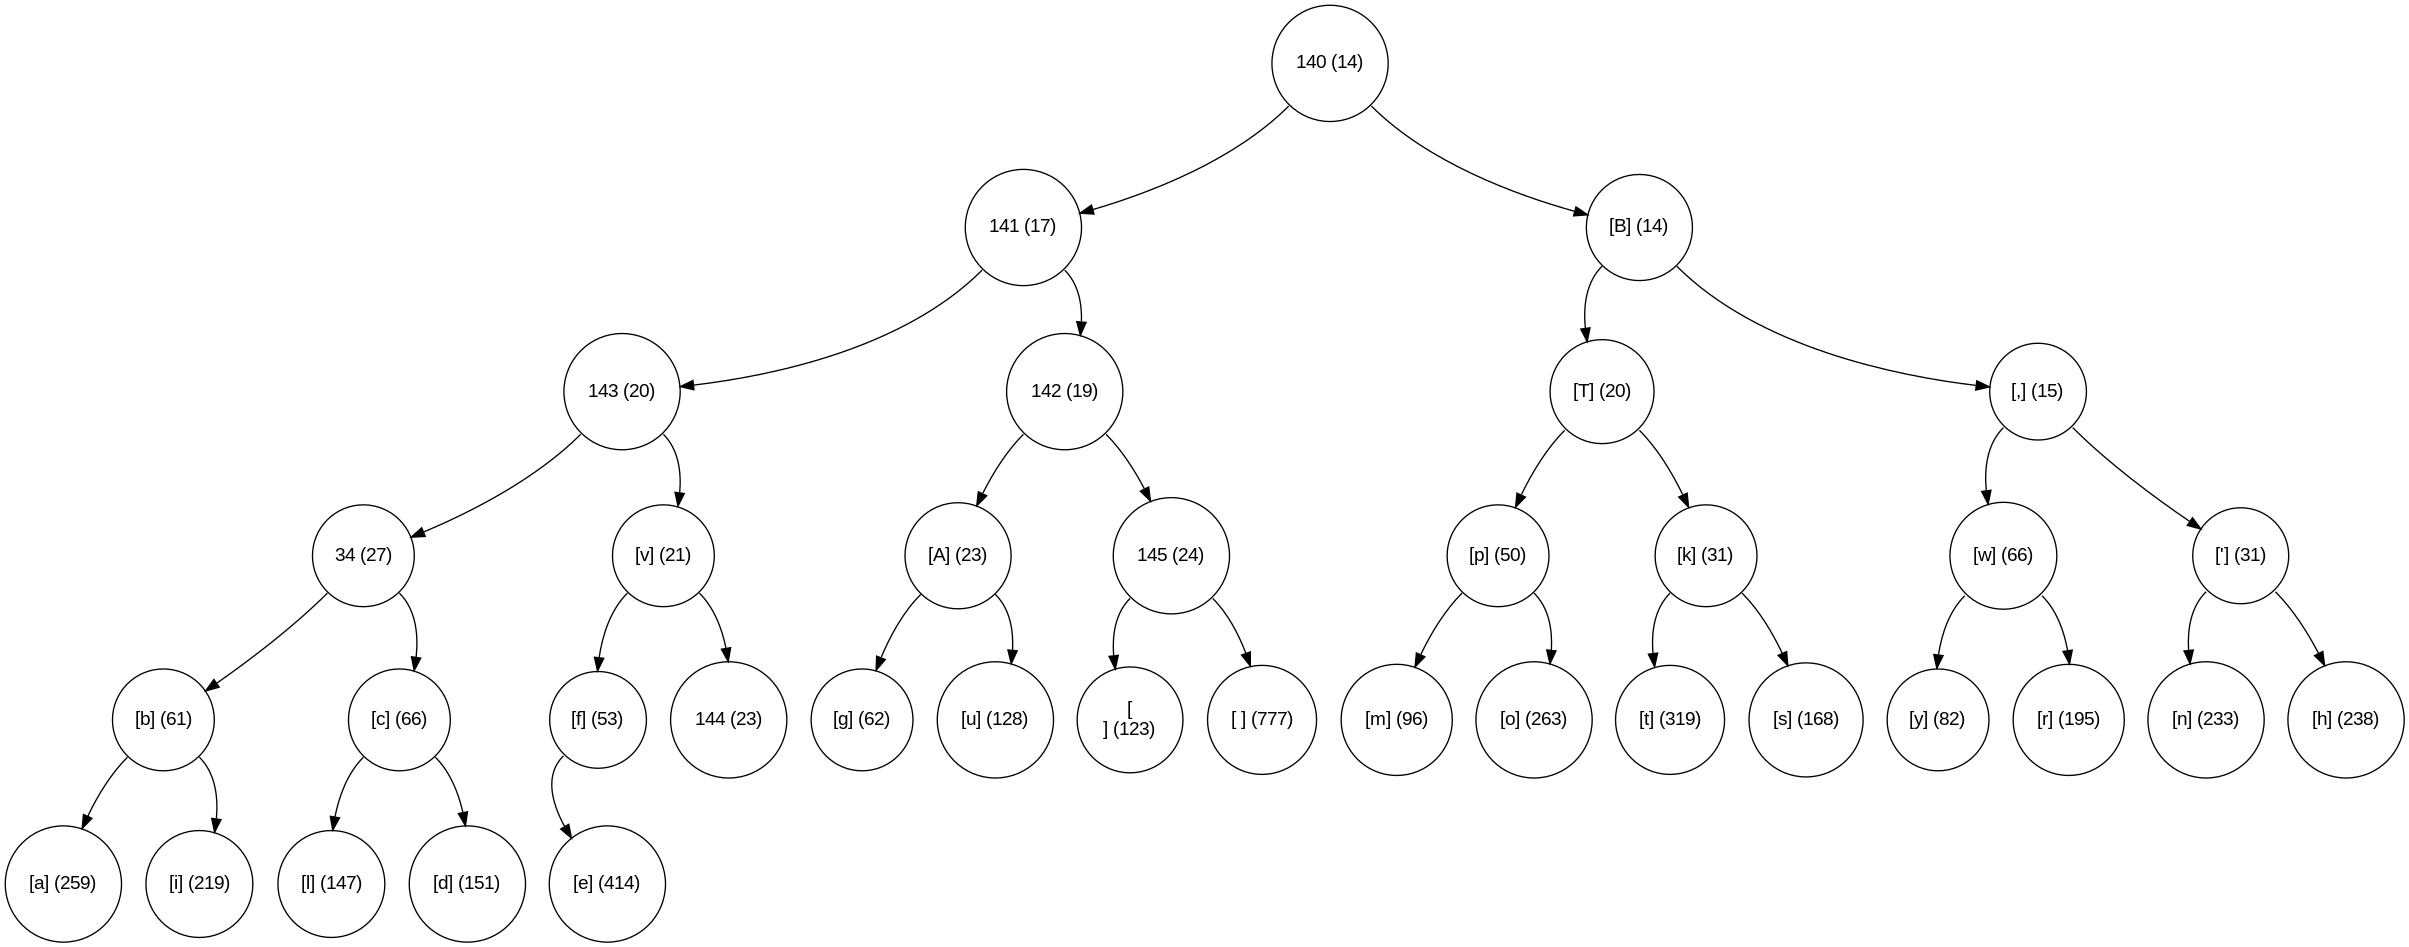 140 (14)
141 (17)
[B] (14)
143 (20)
142 (19)
[T] (20)
[,] (15)
34 (27)
[v] (21)
[A] (23)
145 (24)
[p] (50)
[k] (31)
[w] (66)
['] (31)
[b] (61)
[c] (66)
[f] (53)
144 (23)
[g] (62)
[u] (128)
[
] (123)
[ ] (777)
[m] (96)
[o] (263)
[t] (319)
[s] (168)
[y] (82)
[r] (195)
[n] (233)
[h] (238)
[a] (259)
[i] (219)
[l] (147)
[d] (151)
[e] (414)